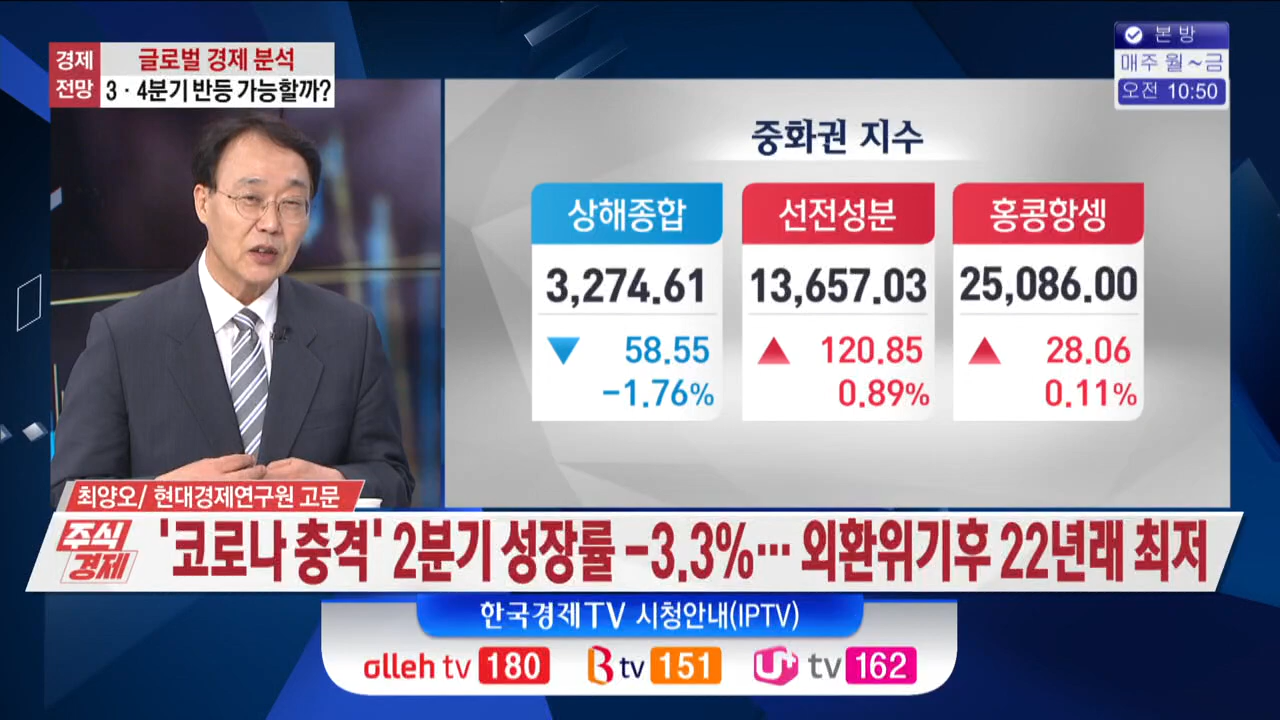 경제
전망
글로벌 경제 분석
3·4분기 반등 가능할까?
본 방
매주 월~금
오전 10:50
중화권 지수
상해종합
3,274.61
▼ 58.55
-1.76%
선전성분
13,657.03
▲ 120.85
0.89%
홍콩항셍
25,086.00
▲ 28.06
0.11%
최양오/ 현대경제연구원 고문
주식
경제
'코로나 충격' 2분기 성장률 -3.3%… 외환위기후 22년래 최저
한국경제TV 시청안내(IPTV)
olleh tv 180
B tv 151
U+ tv 162